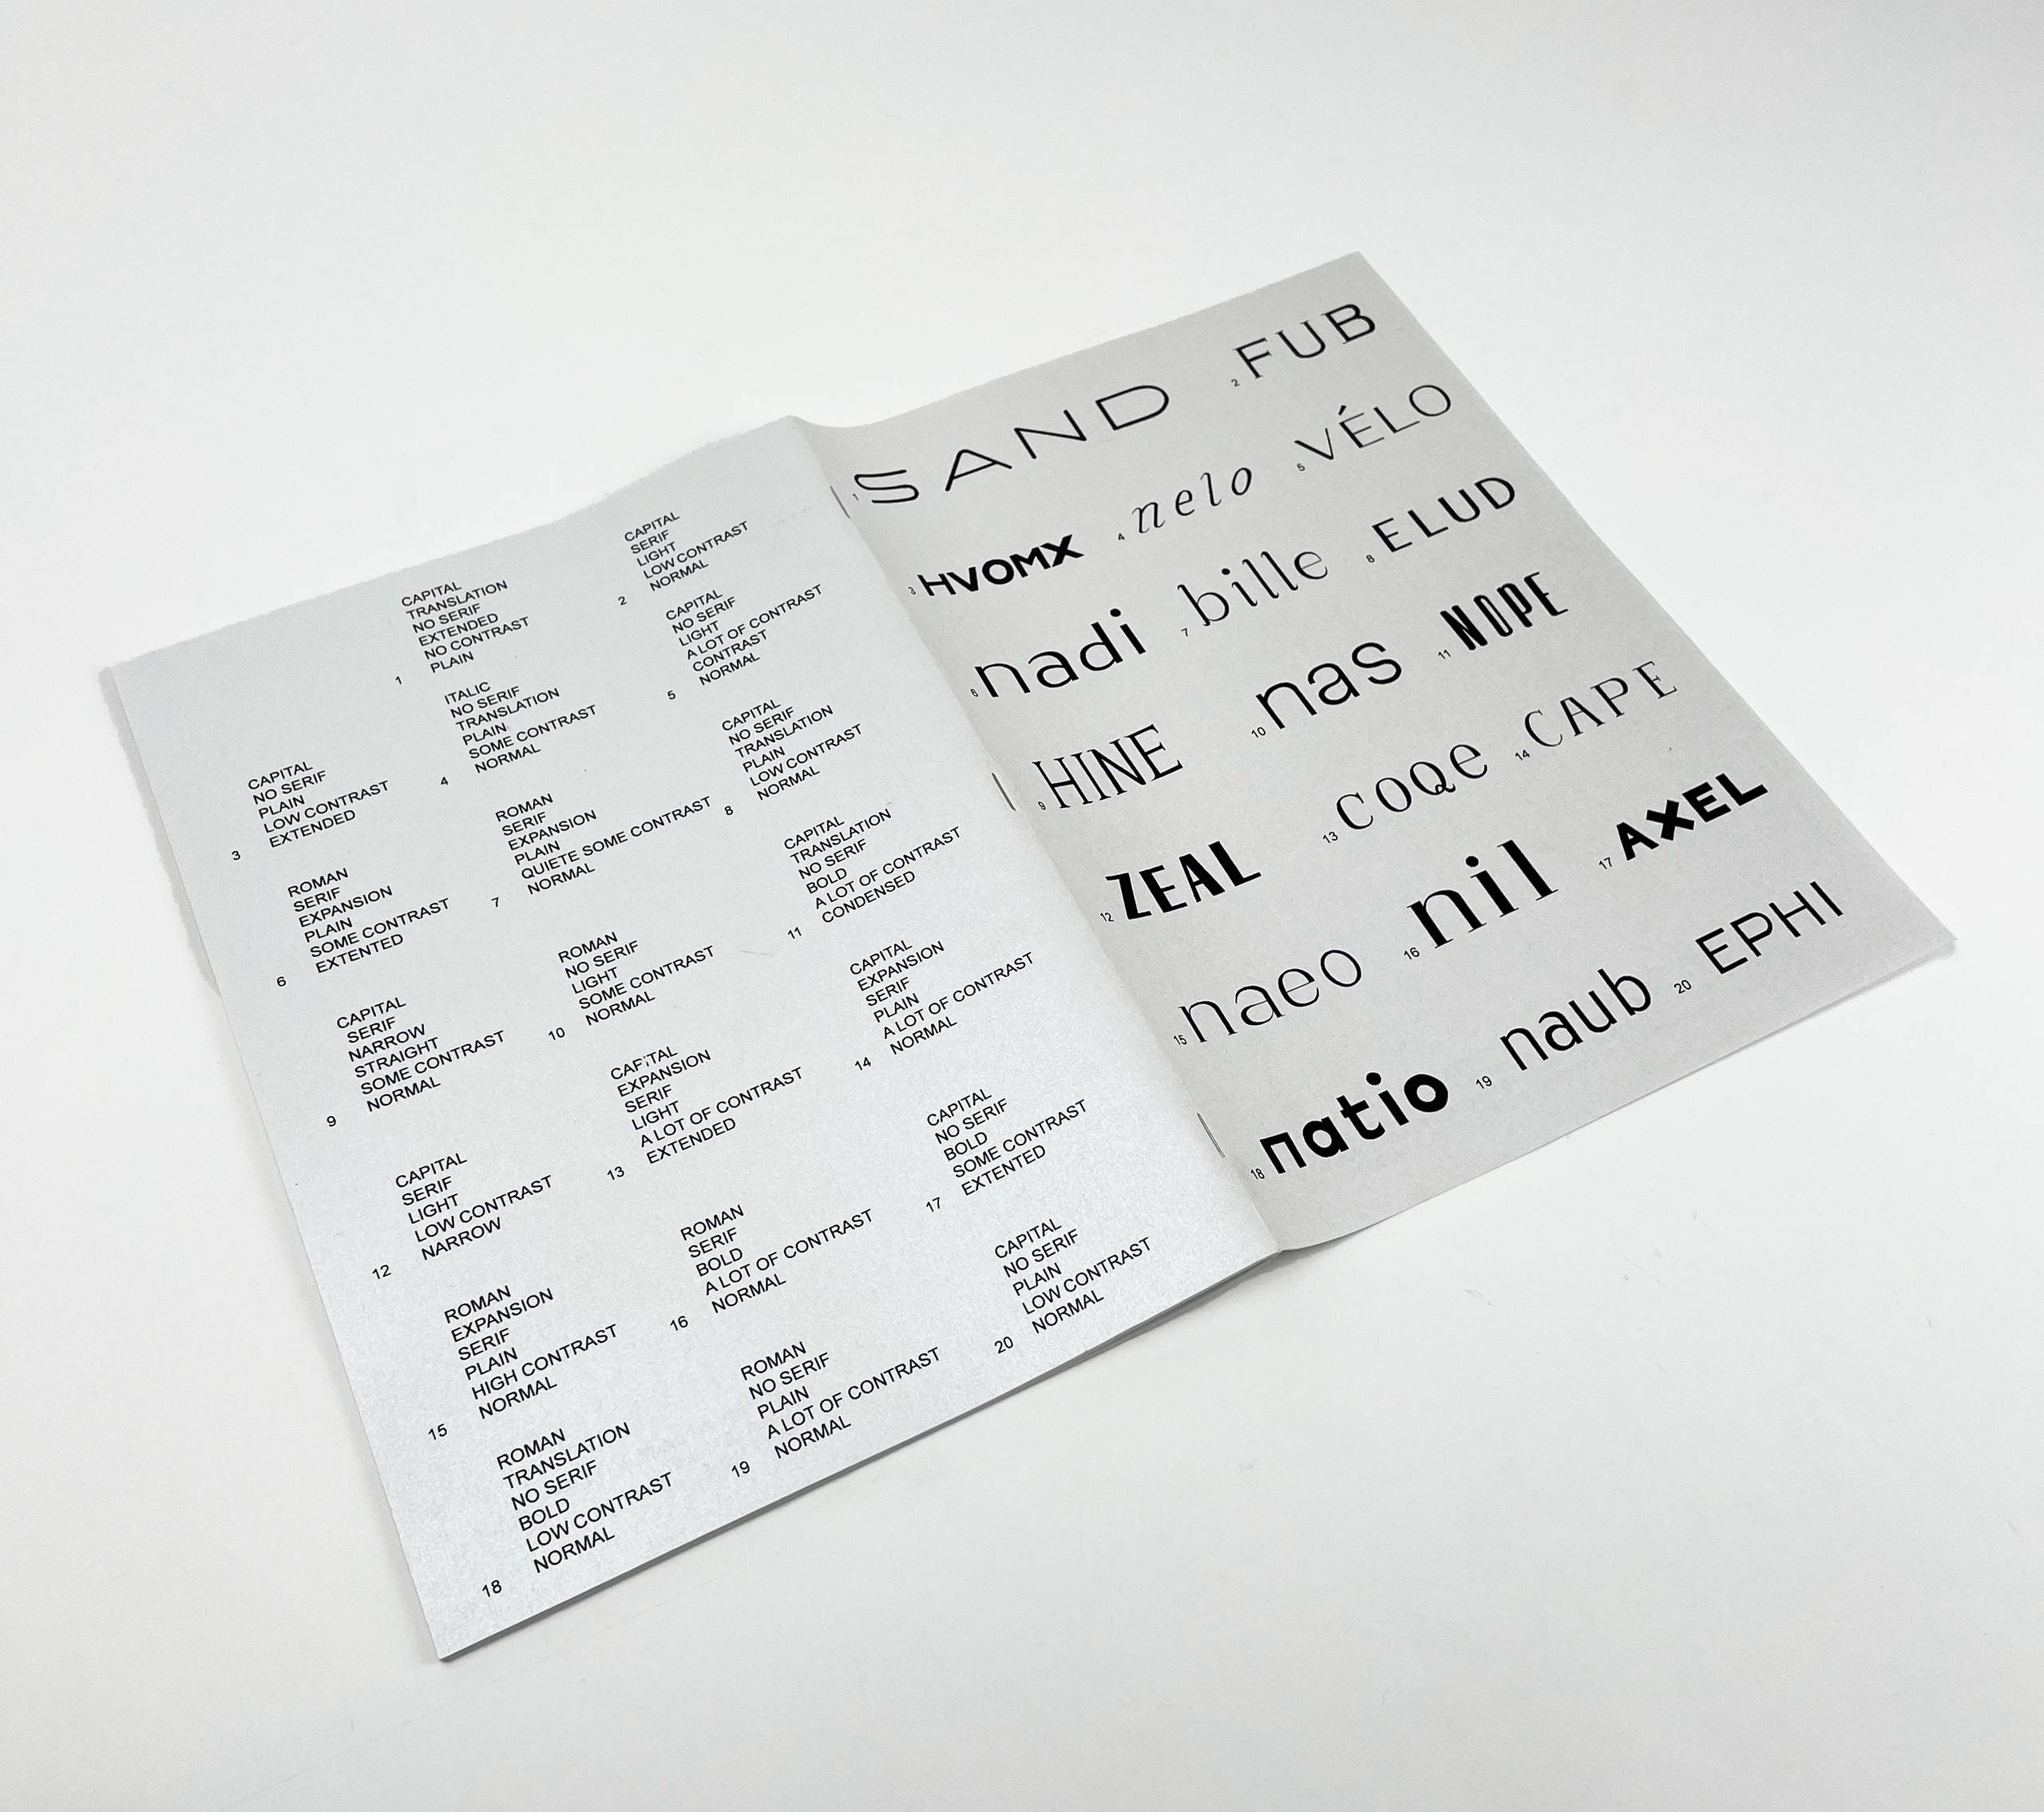 CAPITAL
TRANSLATION
NO SERIF
EXTENDED
NO CONTRAST
PLAIN
1
CAPITAL
SERIF
LIGHT
LOW CONTRAST
NORMAL
2
CAPITAL
NO SERIF
PLAIN
LOW CONTRAST
EXTENDED
3
ITALIC
NO SERIF
TRANSLATION
PLAIN
SOME CONTRAST
NORMAL
4
CAPITAL
NO SERIF
LIGHT
A LOT OF CONTRAST
CONTRAST
NORMAL
5
ROMAN
SERIF
EXPANSION
PLAIN
SOME CONTRAST
EXTENTED
6
ROMAN
SERIF
EXPANSION
PLAIN
QUIETE SOME CONTRAST
NORMAL
7
CAPITAL
NO SERIF
TRANSLATION
PLAIN
LOW CONTRAST
NORMAL
8
CAPITAL
SERIF
NARROW
STRAIGHT
SOME CONTRAST
NORMAL
9
ROMAN
NO SERIF
LIGHT
SOME CONTRAST
NORMAL
10
CAPITAL
TRANSLATION
NO SERIF
BOLD
A LOT OF CONTRAST
CONDENSED
11
CAPITAL
SERIF
LIGHT
LOW CONTRAST
NARROW
12
CAPITAL
EXPANSION
SERIF
LIGHT
A LOT OF CONTRAST
EXTENDED
13
CAPITAL
EXPANSION
SERIF
PLAIN
A LOT OF CONTRAST
NORMAL
14
ROMAN
EXPANSION
SERIF
PLAIN
HIGH CONTRAST
NORMAL
15
ROMAN
SERIF
BOLD
A LOT OF CONTRAST
NORMAL
16
CAPITAL
NO SERIF
BOLD
SOME CONTRAST
EXTENTED
17
ROMAN
TRANSLATION
NO SERIF
BOLD
LOW CONTRAST
NORMAL
18
ROMAN
NO SERIF
PLAIN
A LOT OF CONTRAST
NORMAL
19
CAPITAL
NO SERIF
PLAIN
LOW CONTRAST
NORMAL
20
1 SAND 2 FUB
3 HVOMX 4 nelo 5 VÉLO
6 nadi 7 bille 8 ELUD
9 HINE 10 nas 11 NOPE
12 ZEAL 13 COQe 14 CAPE
15 naeo 16 nil 17 AXEL
18 natio 19 naub 20 EPHI